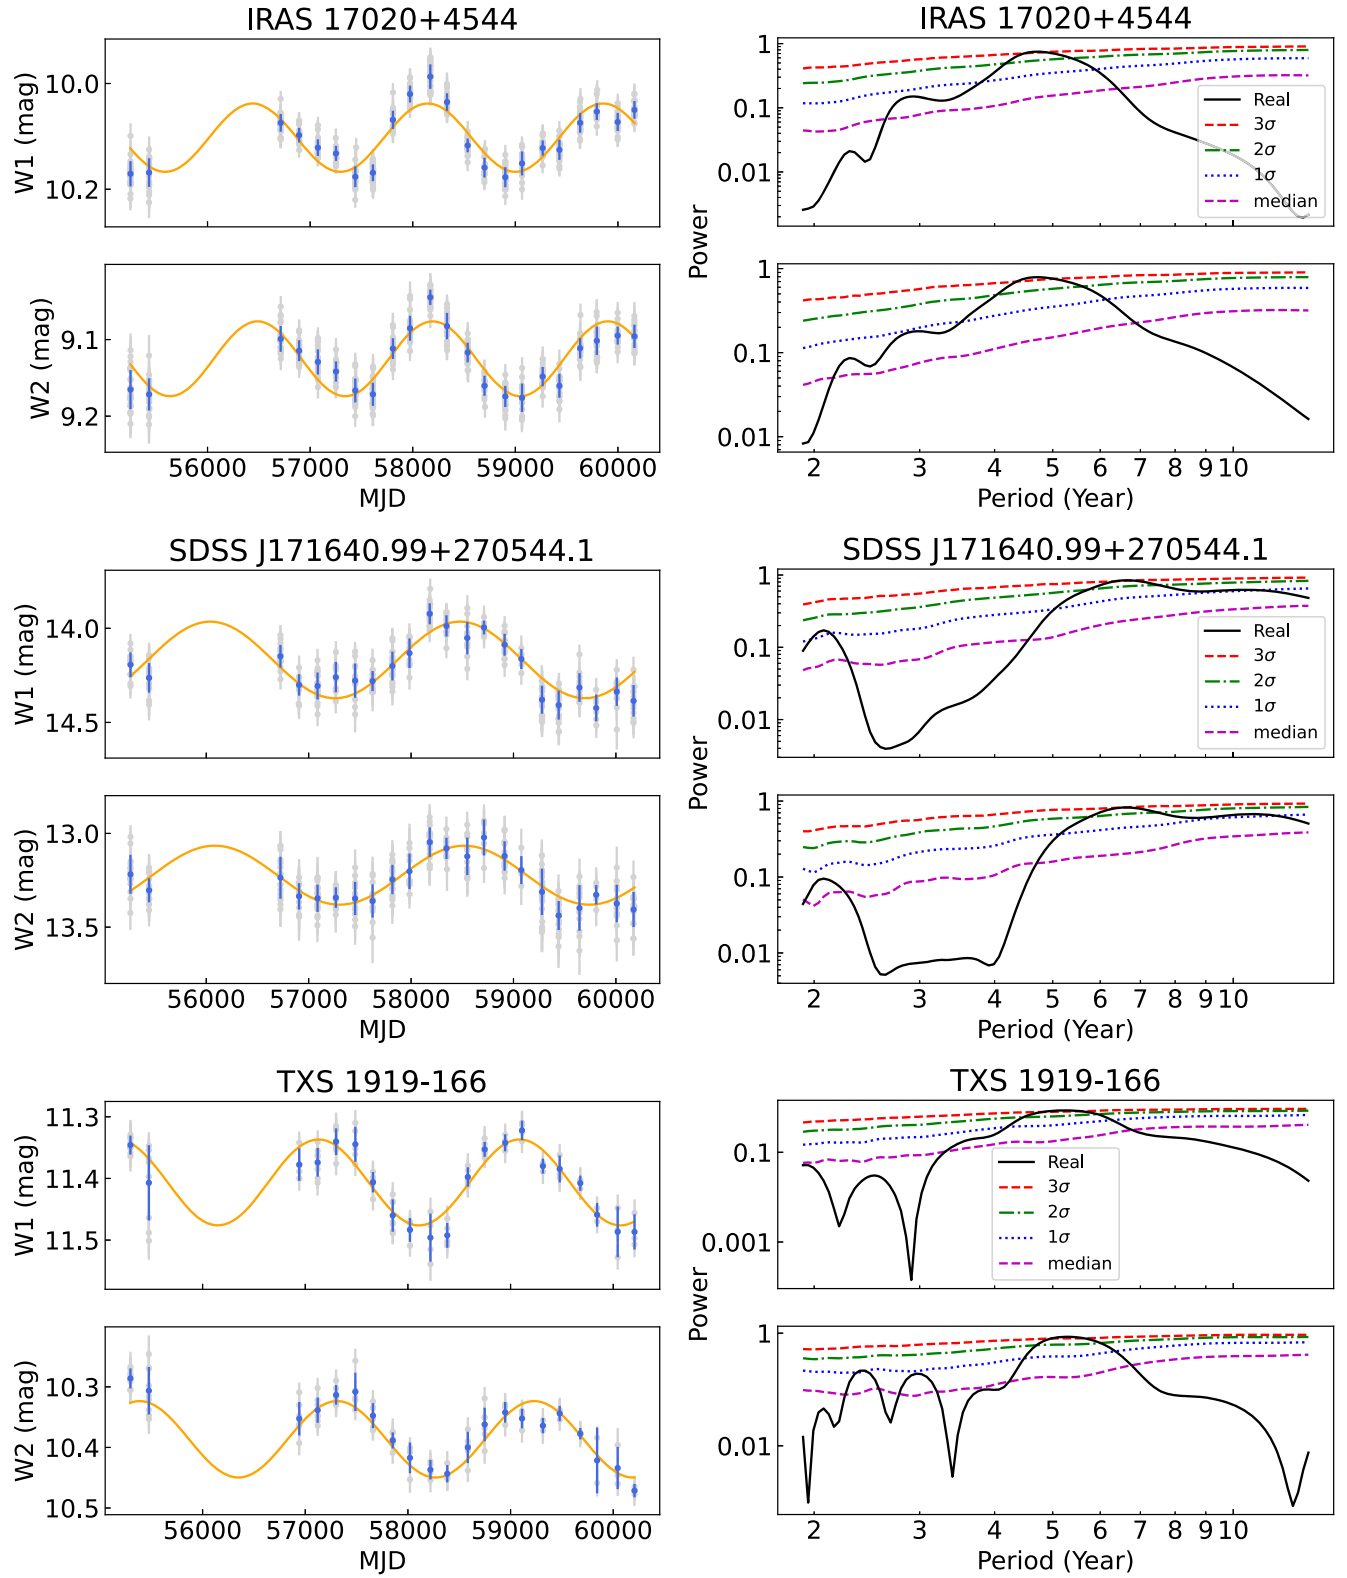 IRAS 17020+4544
W1 (mag)
10.0
10.2
W2 (mag)
9.1
9.2
56000 57000 58000 59000 60000
MJD
IRAS 17020+4544
Power
1
0.1
0.01
Real
3σ
2σ
1σ
median
1
0.1
0.01
2 3 4 5 6 7 8 9 10
Period (Year)
SDSS J171640.99+270544.1
W1 (mag)
14.0
14.5
W2 (mag)
13.0
13.5
56000 57000 58000 59000 60000
MJD
SDSS J171640.99+270544.1
Power
1
0.1
0.01
Real
3σ
2σ
1σ
median
1
0.1
0.01
2 3 4 5 6 7 8 9 10
Period (Year)
TXS 1919-166
W1 (mag)
11.3
11.4
11.5
W2 (mag)
10.3
10.4
10.5
56000 57000 58000 59000 60000
MJD
TXS 1919-166
Power
0.1
0.001
Real
3σ
2σ
1σ
median
1
0.01
2 3 4 5 6 7 8 9 10
Period (Year)